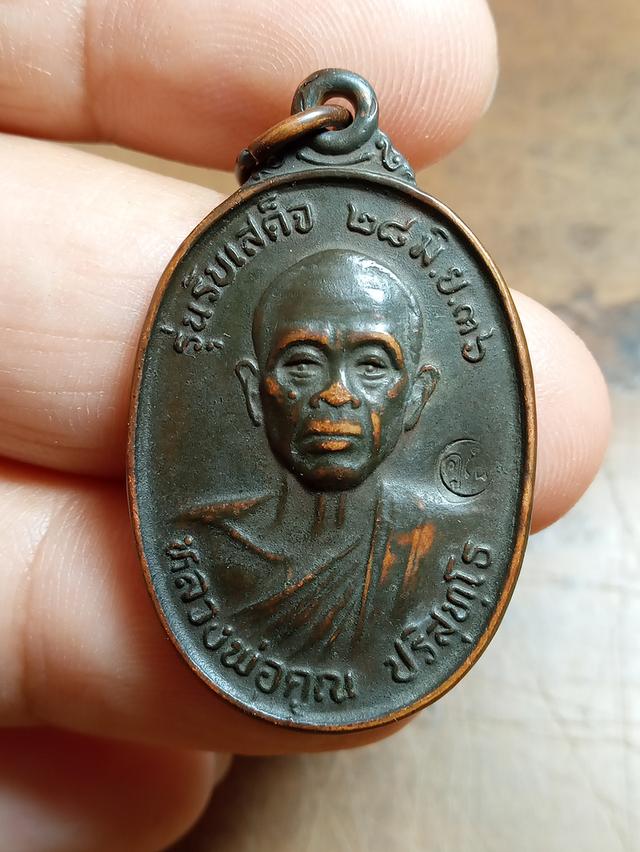 รุ่นรับเสด็จ ๒๘ มิ.ย.๓๖
คูณ
หลวงพ่อคูณ ปริสุทฺโธ